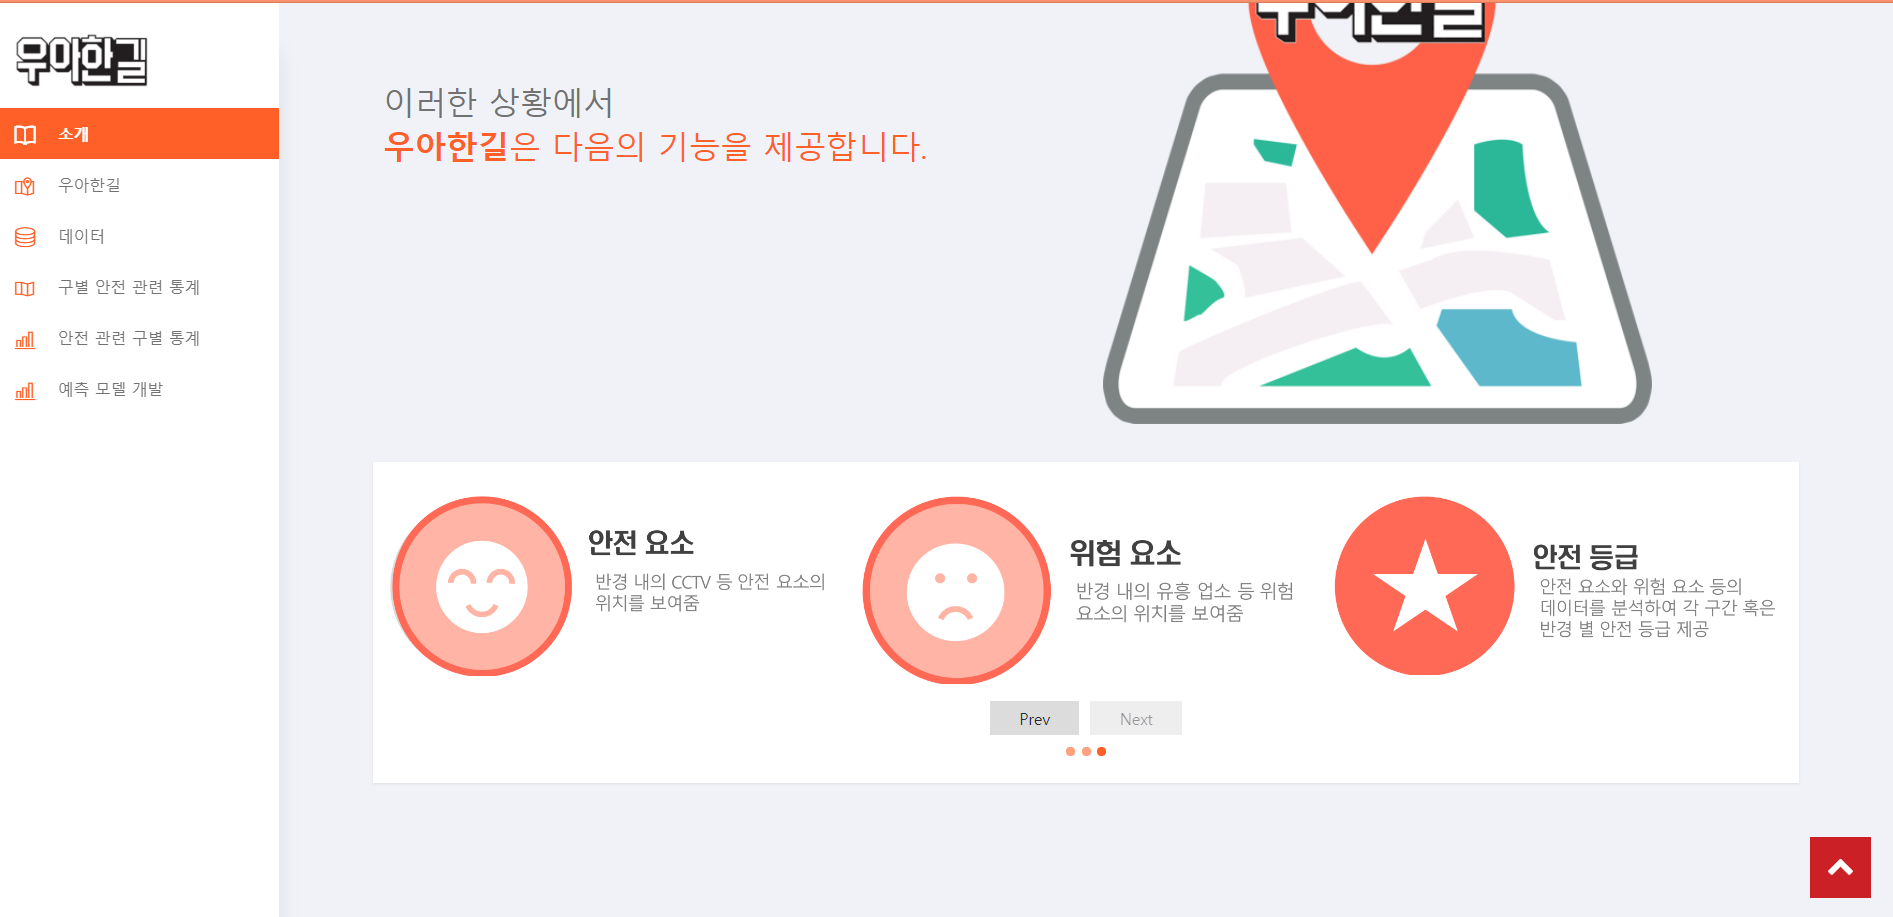 우아한길
소개
우아한길
데이터
구별 안전 관련 통계
안전 관련 구별 통계
예측 모델 개발
우아한길
이러한 상황에서
우아한길은 다음의 기능을 제공합니다.
안전 요소
반경 내의 CCTV 등 안전 요소의
위치를 보여줌
위험 요소
반경 내의 유흥 업소 등 위험
요소의 위치를 보여줌
안전 등급
안전 요소와 위험 요소 등의
데이터를 분석하여 각 구간 혹은
반경 별 안전 등급 제공
Prev
Next